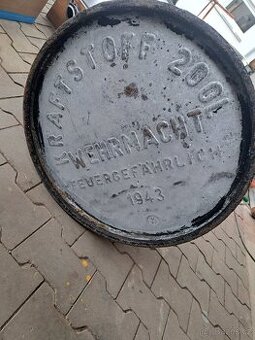 KRAFTSTOFF 200L
WEHRMACHT
FEUERGEFÄHRLICH
1943